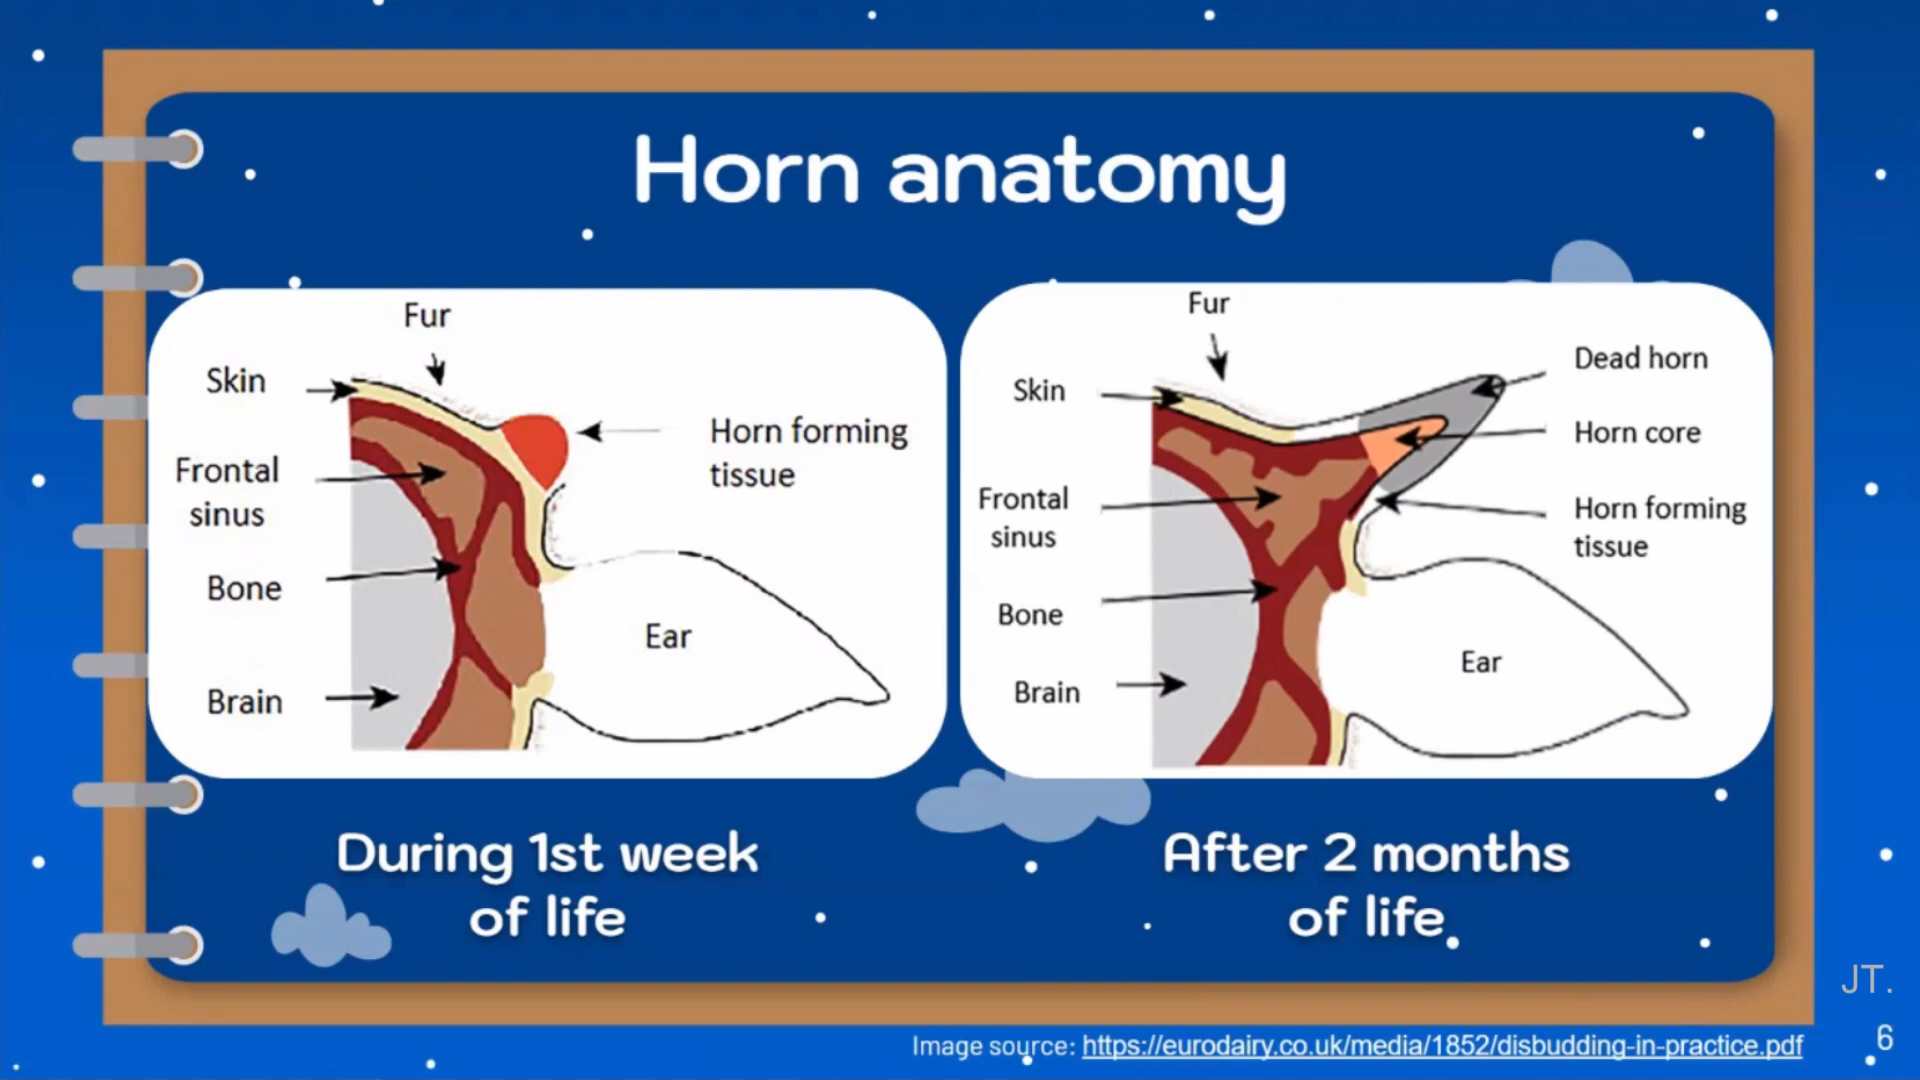 Horn anatomy
Fur
Skin
Frontal
sinus
Bone
Brain
Horn forming
tissue
Ear
Fur
Skin
Frontal
sinus
Bone
Brain
Dead horn
Horn core
Horn forming
tissue
Ear
During 1st week
of life
After 2 months
of life
JT.
6
Image source: https://eurodairy.co.uk/media/1852/disbudding-in-practice.pdf